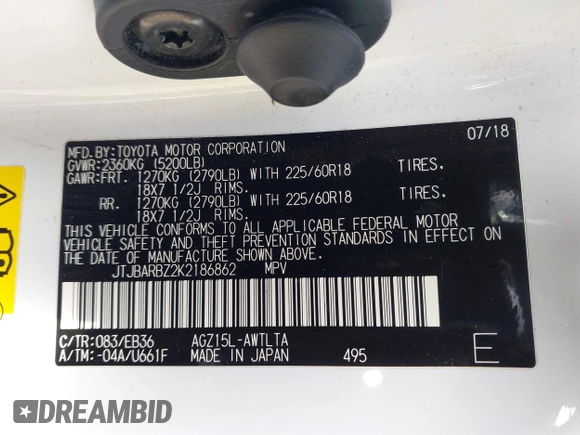 07/18
MFD.BY:TOYOTA MOTOR CORPORATION
GVWR:2360KG (5200LB)
GAWR:FRT. 1270KG (2790LB) WITH 225/60R18 TIRES.
18X7 1/2J RIMS.
RR. 1270KG (2790LB) WITH 225/60R18 TIRES.
18X7 1/2J RIMS.
THIS VEHICLE CONFORMS TO ALL APPLICABLE FEDERAL MOTOR
VEHICLE SAFETY AND THEFT PREVENTION STANDARDS IN EFFECT ON
THE DATE OF MANUFACTURE SHOWN ABOVE.
JTJBARBZ2K2186862 MPV
C/TR:083/EB36 AGZ15L-AWTLTA
A/TM:-04A/U661F MADE IN JAPAN 495 E
DREAMBID